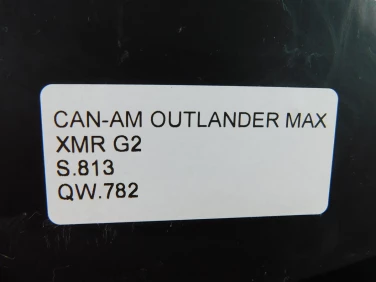 CAN-AM OUTLANDER MAX
XMR G2
S.813
QW.782